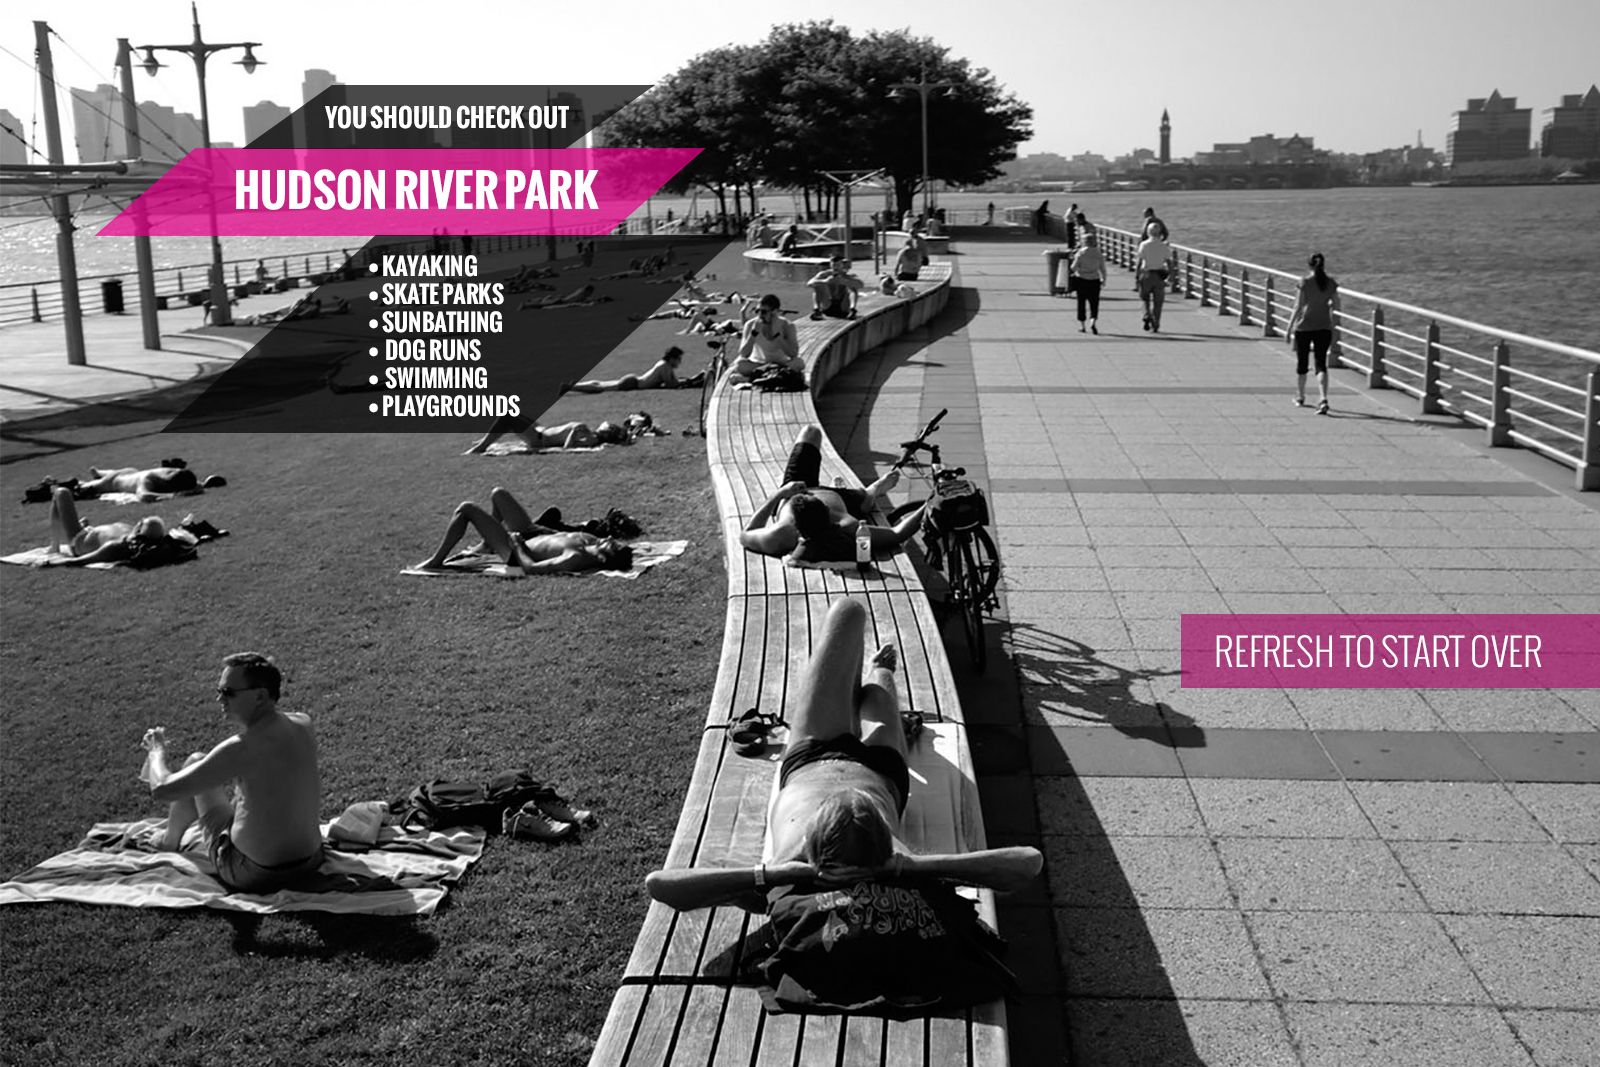 YOU SHOULD CHECK OUT
HUDSON RIVER PARK
• KAYAKING
• SKATE PARKS
• SUNBATHING
• DOG RUNS
• SWIMMING
• PLAYGROUNDS
REFRESH TO START OVER